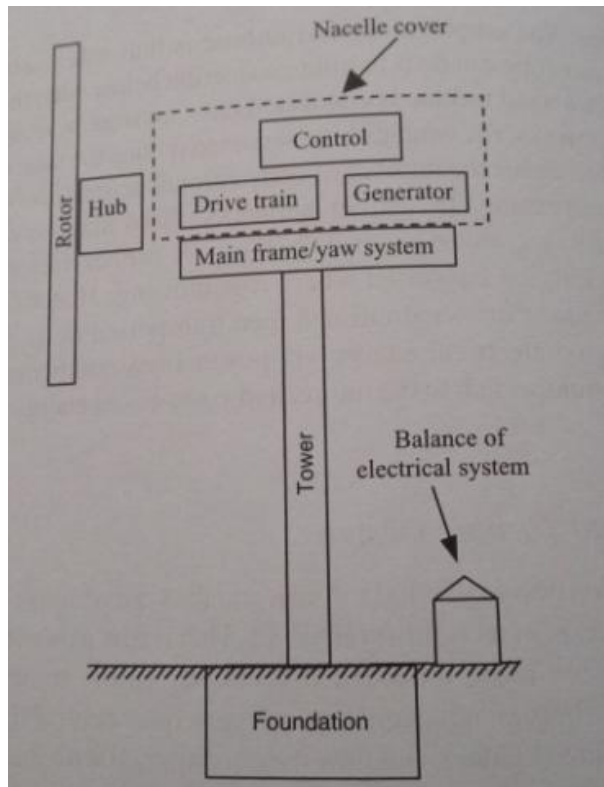 Nacelle cover
Control
Rotor
Hub
Drive train
Generator
Main frame/yaw system
Tower
Balance of
electrical system
Foundation